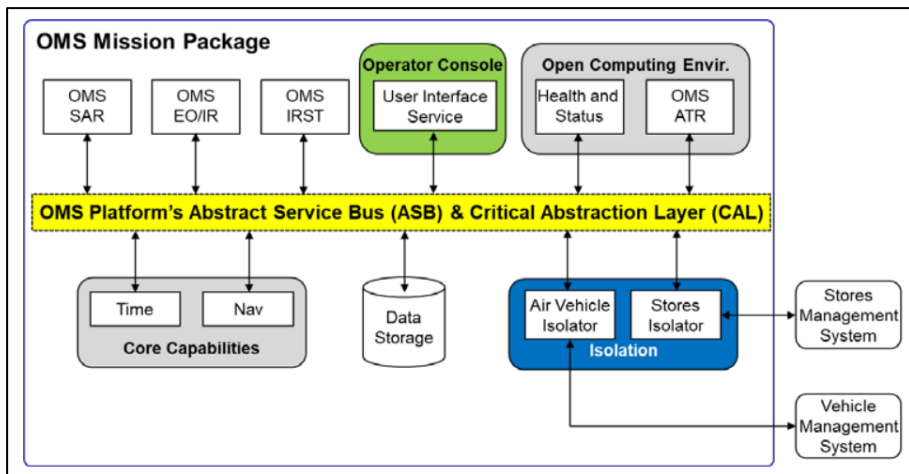 OMS Mission Package
Operator Console
Open Computing Envir.
OMS
SAR
OMS
EO/IR
OMS
IRST
User Interface
Service
Health and
Status
OMS
ATR
OMS Platform's Abstract Service Bus (ASB) & Critical Abstraction Layer (CAL)
Time
Nav
Core Capabilities
Data
Storage
Air Vehicle
Isolator
Stores
Isolator
Isolation
Stores
Management
System
Vehicle
Management
System